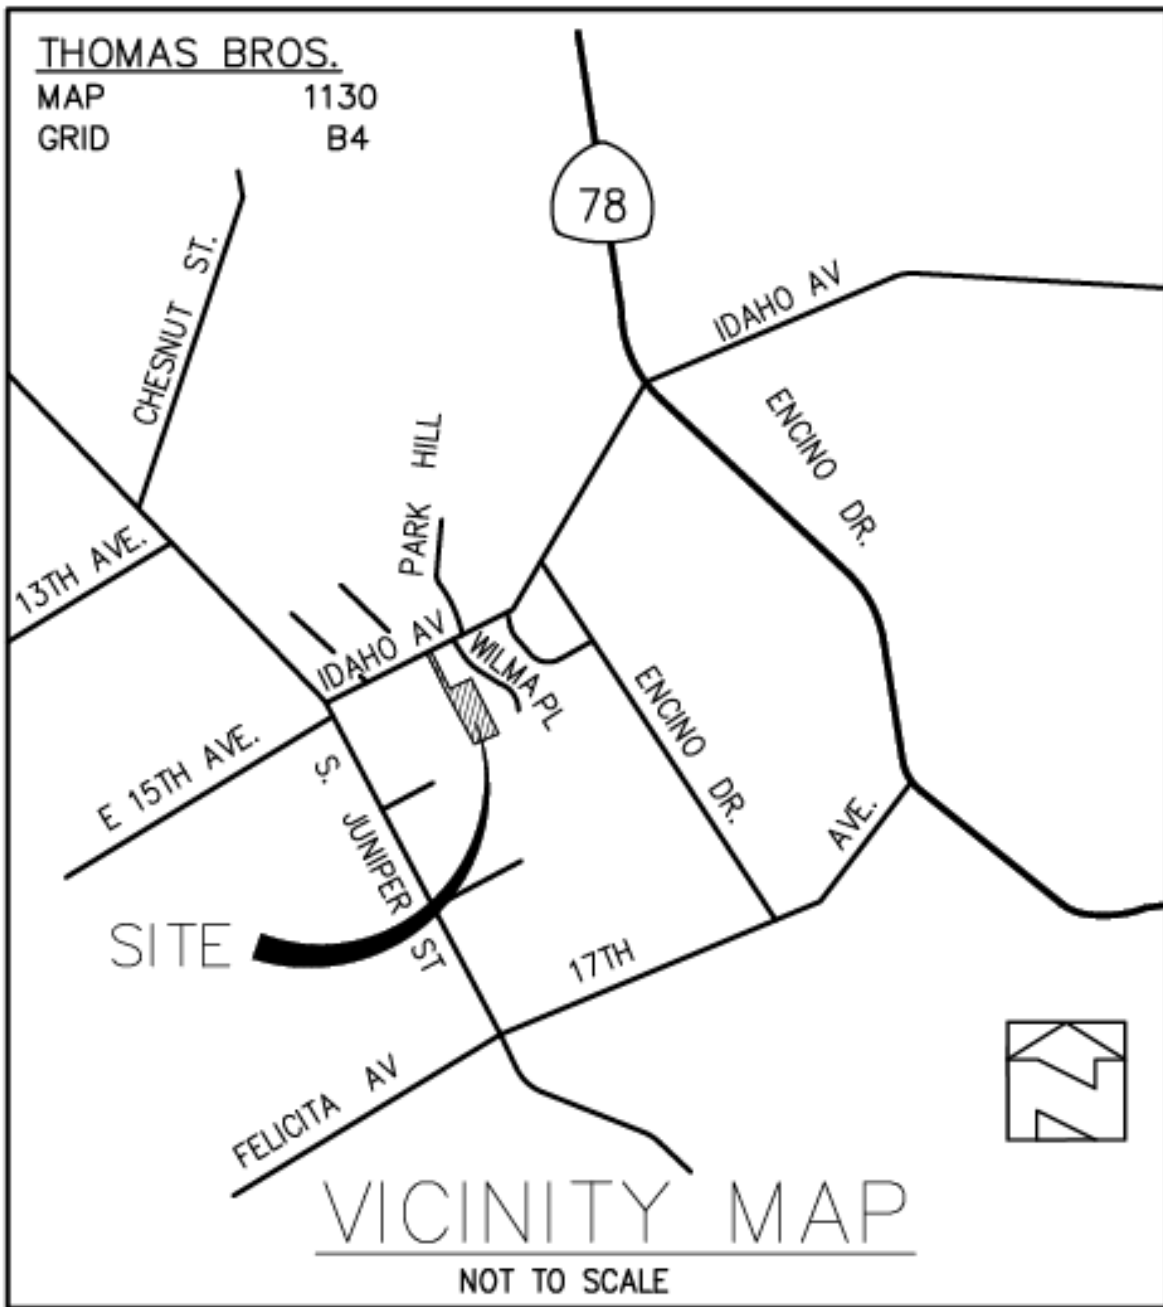 THOMAS BROS.
MAP 1130
GRID B4
78
CHESNUT ST.
IDAHO AV
ENCINO DR.
PARK HILL
13TH AVE.
IDAHO AV
WILMA PL
ENCINO DR.
E 15TH AVE.
S. JUNIPER ST
AVE.
SITE
17TH
FELICITA AV
N
VICINITY MAP
NOT TO SCALE